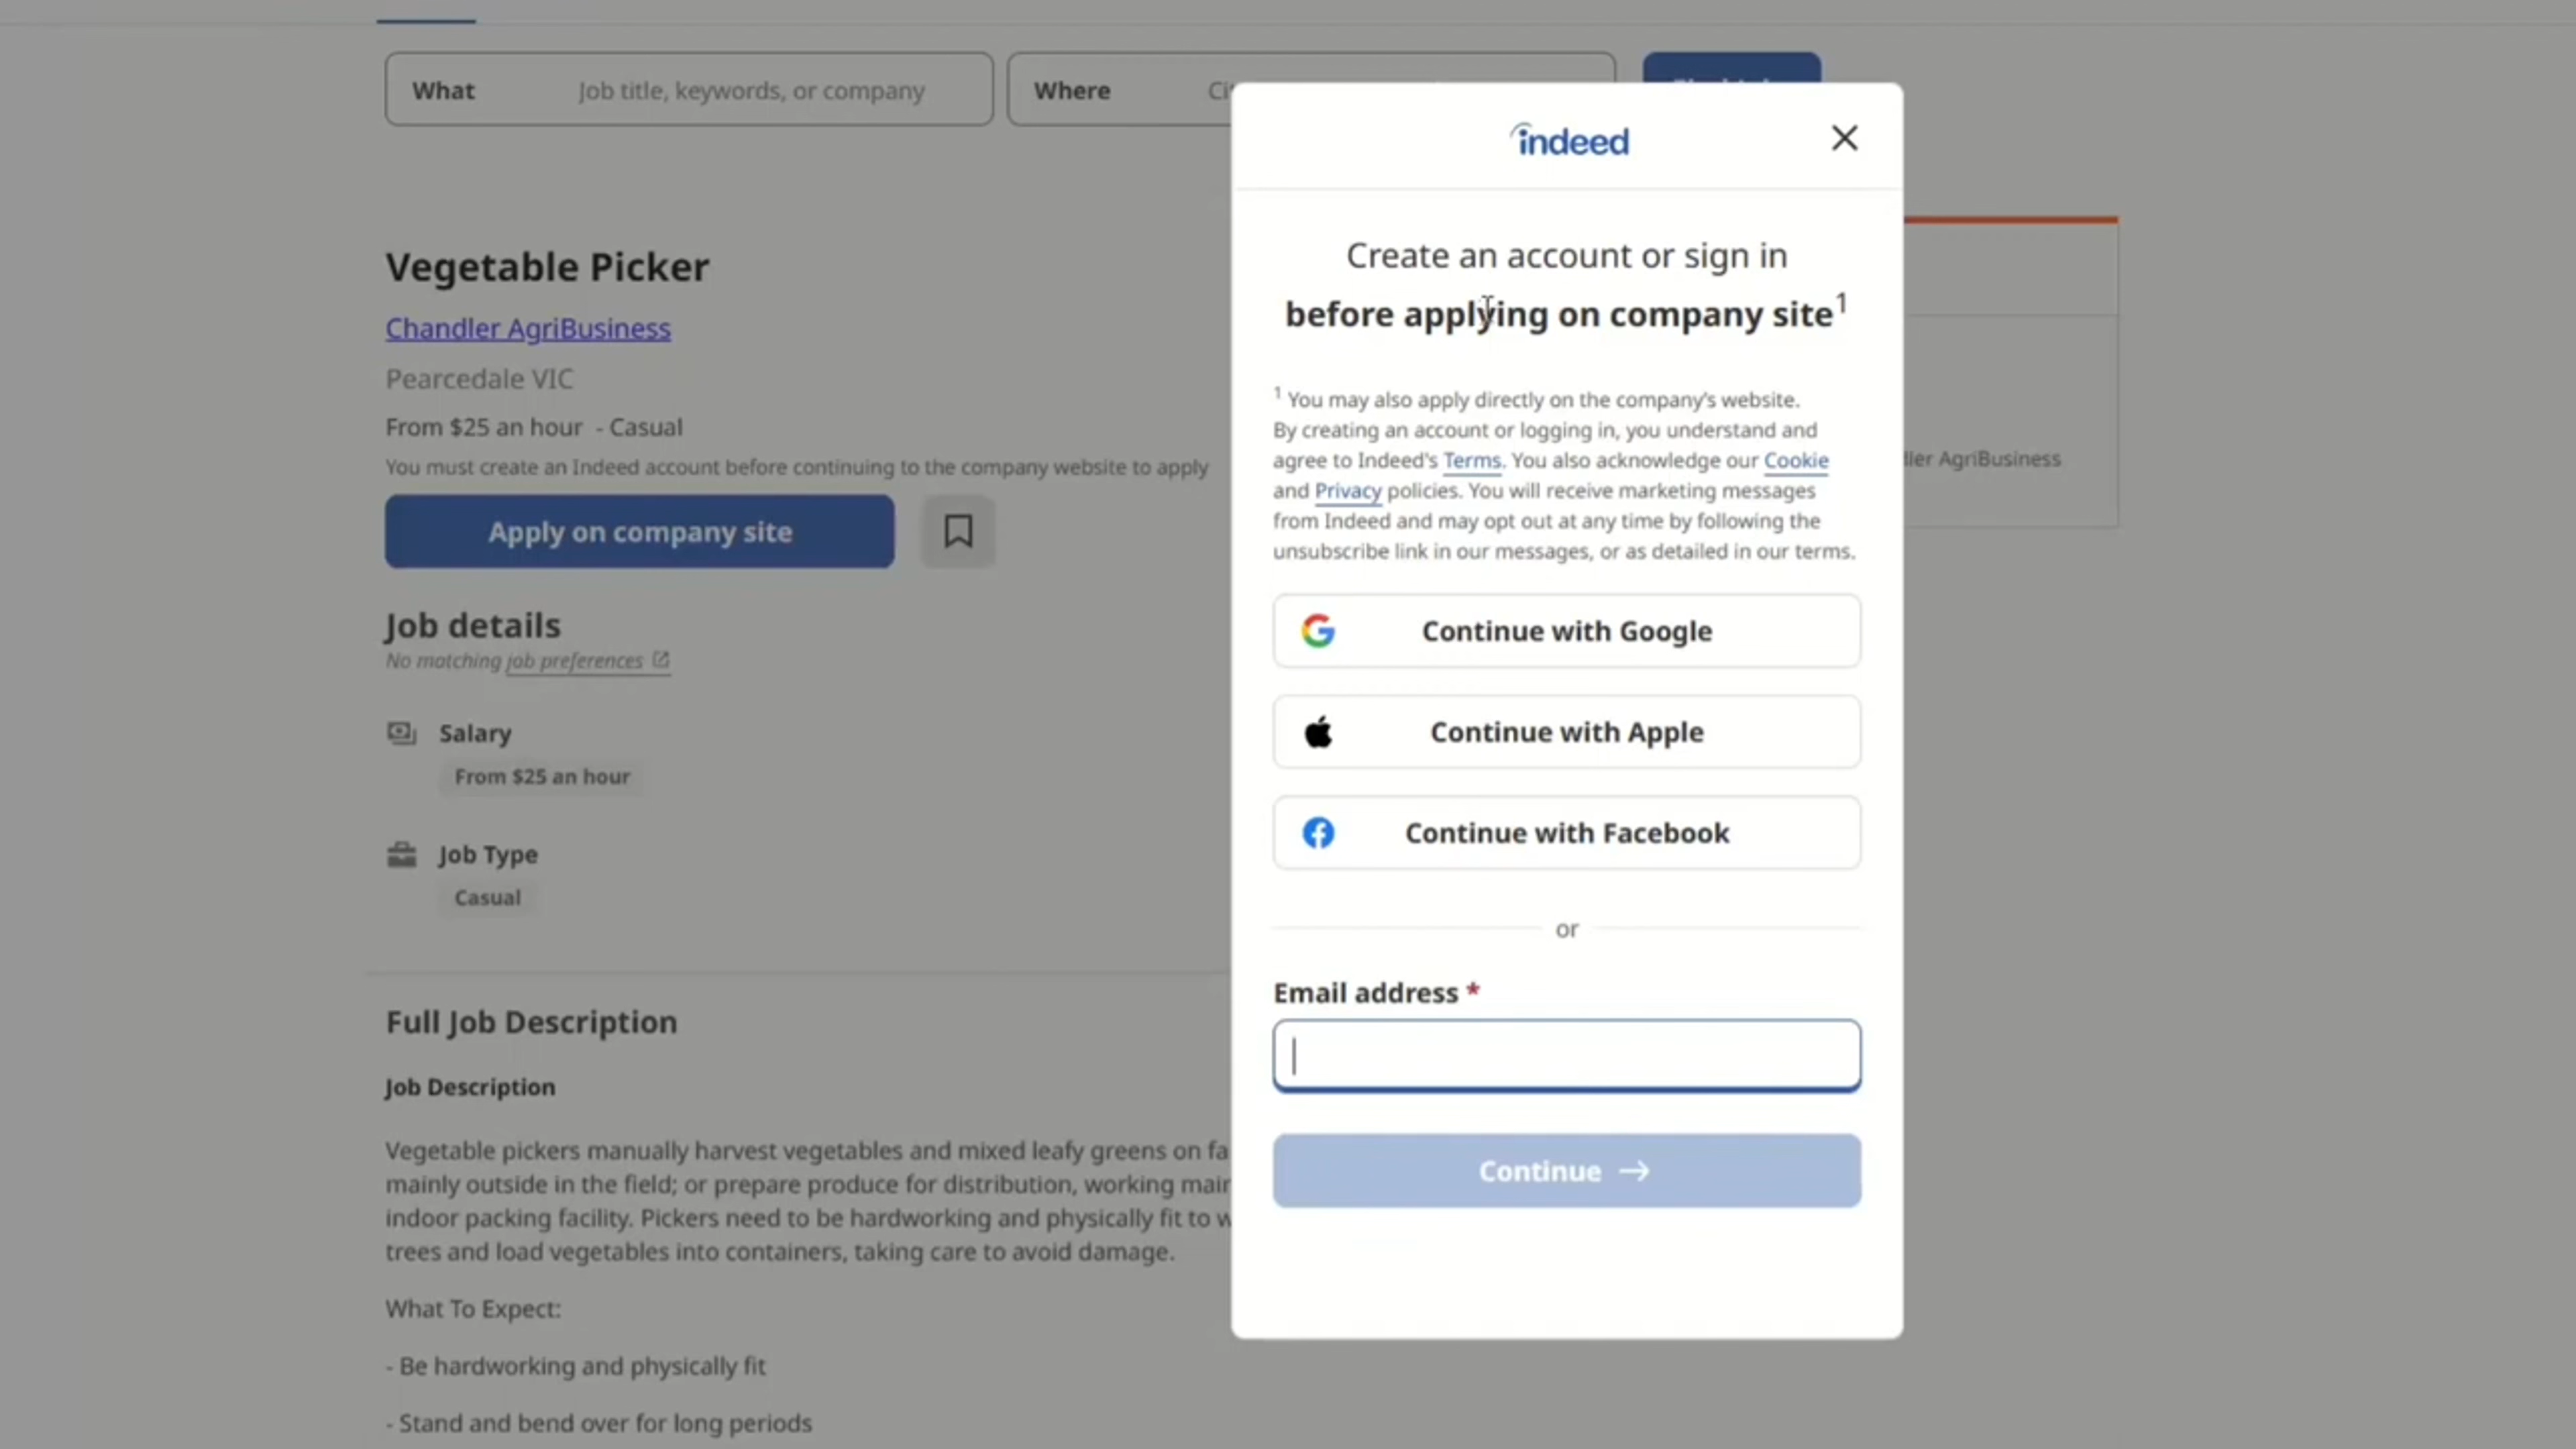 What
Job title, keywords, or company
Where
indeed
Create an account or sign in
before applying on company site¹
¹ You may also apply directly on the company's website.
By creating an account or logging in, you understand and
agree to Indeed's Terms. You also acknowledge our Cookie
and Privacy policies. You will receive marketing messages
from Indeed and may opt out at any time by following the
unsubscribe link in our messages, or as detailed in our terms.
Continue with Google
Continue with Apple
Continue with Facebook
or
Email address *
Continue →
Vegetable Picker
Chandler AgriBusiness
Pearcedale VIC
From $25 an hour - Casual
You must create an Indeed account before continuing to the company website to apply
Apply on company site
Job details
No matching job preferences
Salary
From $25 an hour
Job Type
Casual
Full Job Description
Job Description
Vegetable pickers manually harvest vegetables and mixed leafy greens on
mainly outside in the field; or prepare produce for distribution, working
indoor packing facility. Pickers need to be hardworking and physically fit to
trees and load vegetables into containers, taking care to avoid damage.
What To Expect:
- Be hardworking and physically fit
- Stand and bend over for long periods
AgriBusiness